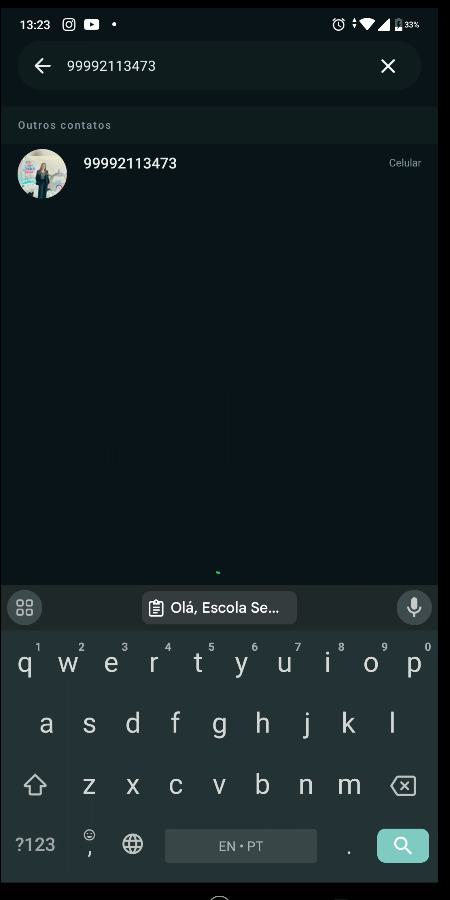 13:23
33%
99992113473
Outros contatos
99992113473
Celular
Olá, Escola Se...
1 2 3 4 5 6 7 8 9 0
q w e r t y u i o p
a s d f g h j k l
z x c v b n m
?123 , EN • PT .